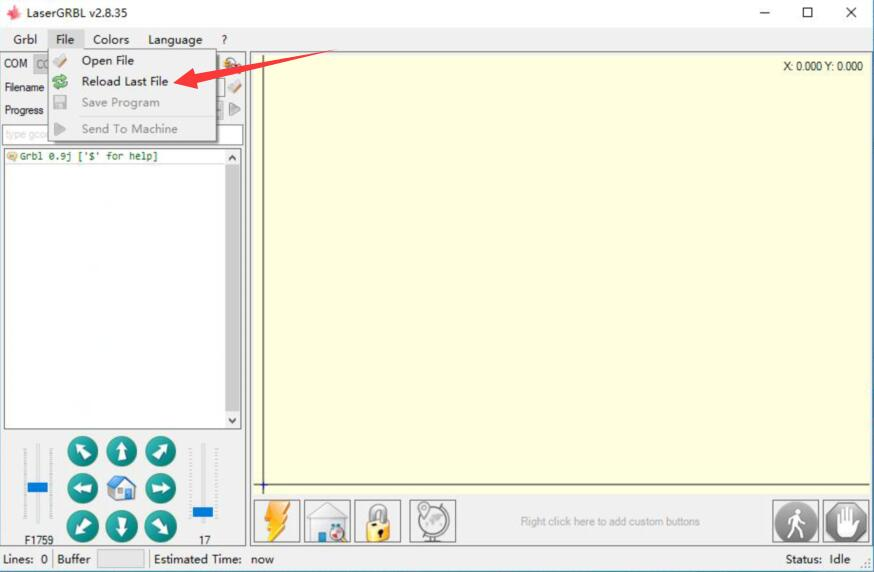 LaserGRBL v2.8.35
Grbl File Colors Language ?
COM
Open File
Filename
Reload Last File
Progress
Save Program
Send To Machine
type gco
Grbl 0.9j ['$' for help]
X: 0.000 Y: 0.000
F1759
17
Right click here to add custom buttons
Lines: 0 Buffer Estimated Time: now
Status: Idle